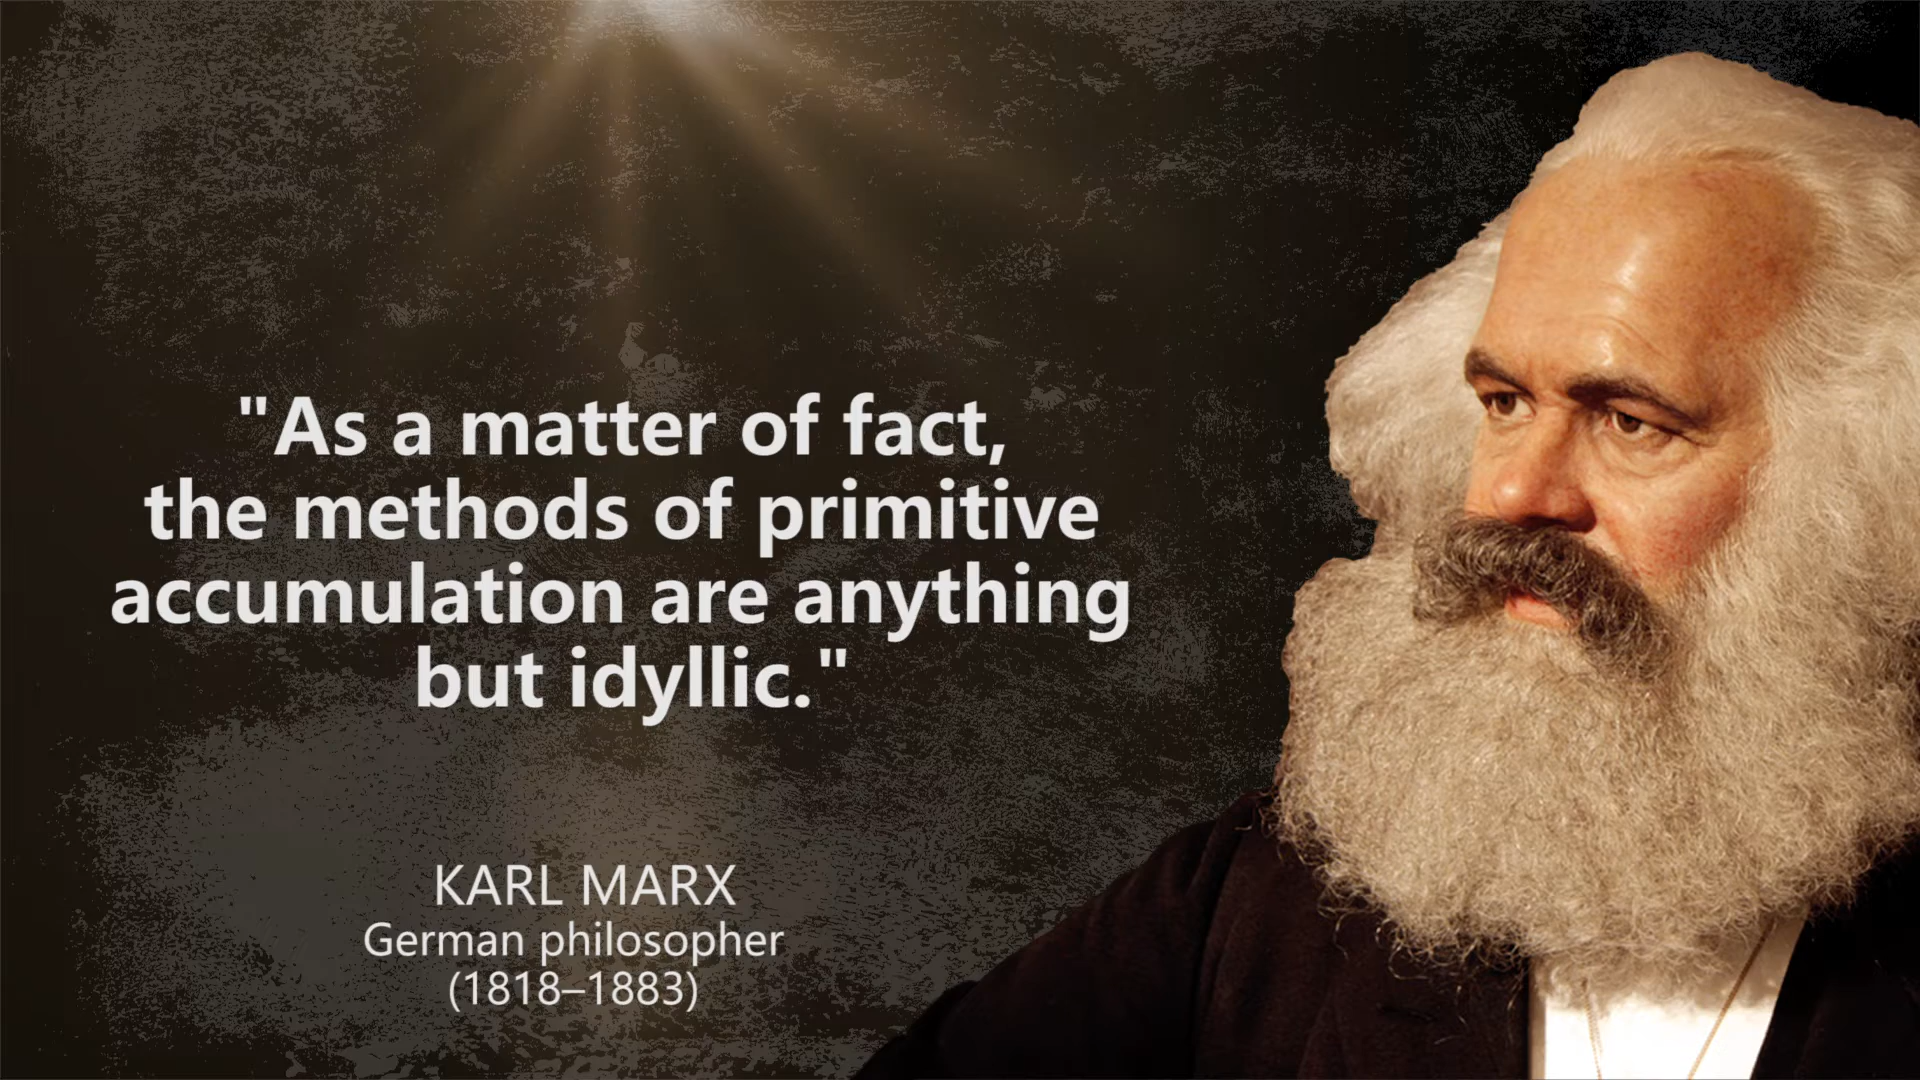 "As a matter of fact,
the methods of primitive
accumulation are anything
but idyllic."
KARL MARX
German philosopher
(1818–1883)